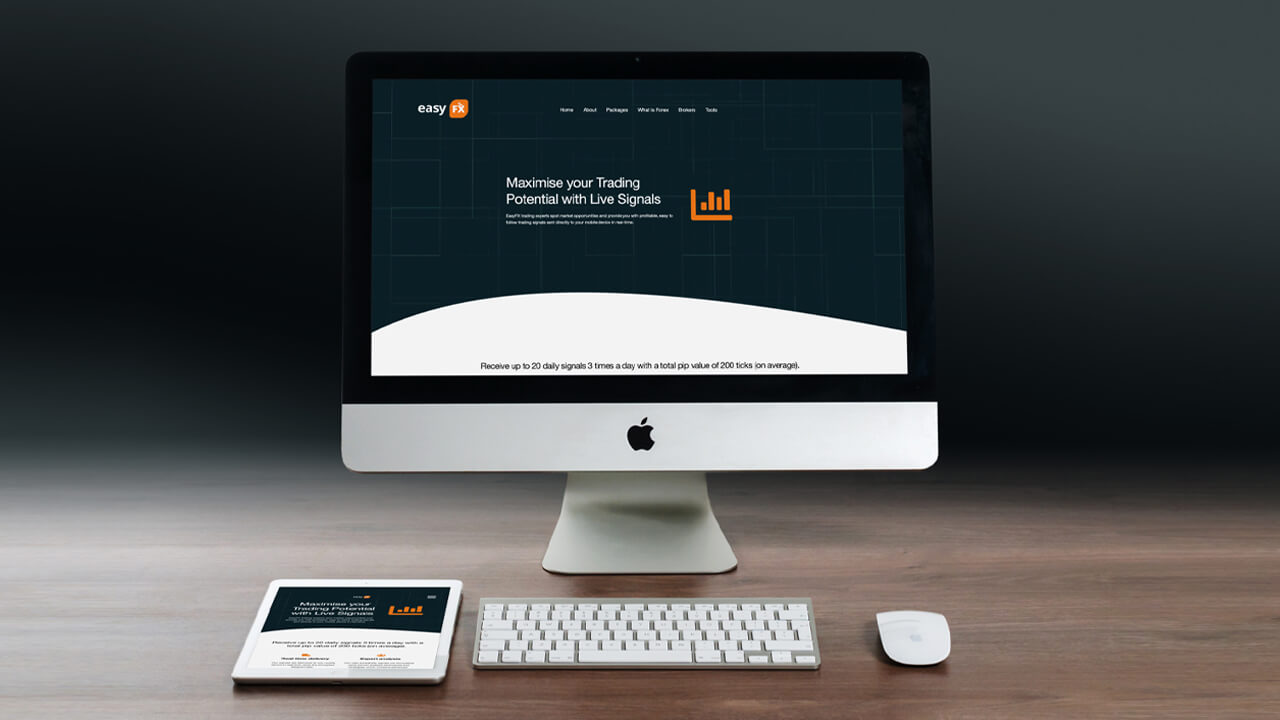 easy FX
Home About Packages What is Forex Brokers Tools
Maximise your Trading
Potential with Live Signals
EasyFX trading experts spot market opportunities and provide you with profitable, easy to
follow trading signals sent directly to your mobile device in real-time.
Receive up to 20 daily signals 3 times a day with a total pip value of 200 ticks (on average).
Maximise your
Trading Potential
with Live Signals
Receive up to 20 daily signals 3 times a day with a
total pip value of 200 ticks (on average).
Real-time delivery Expert analysis